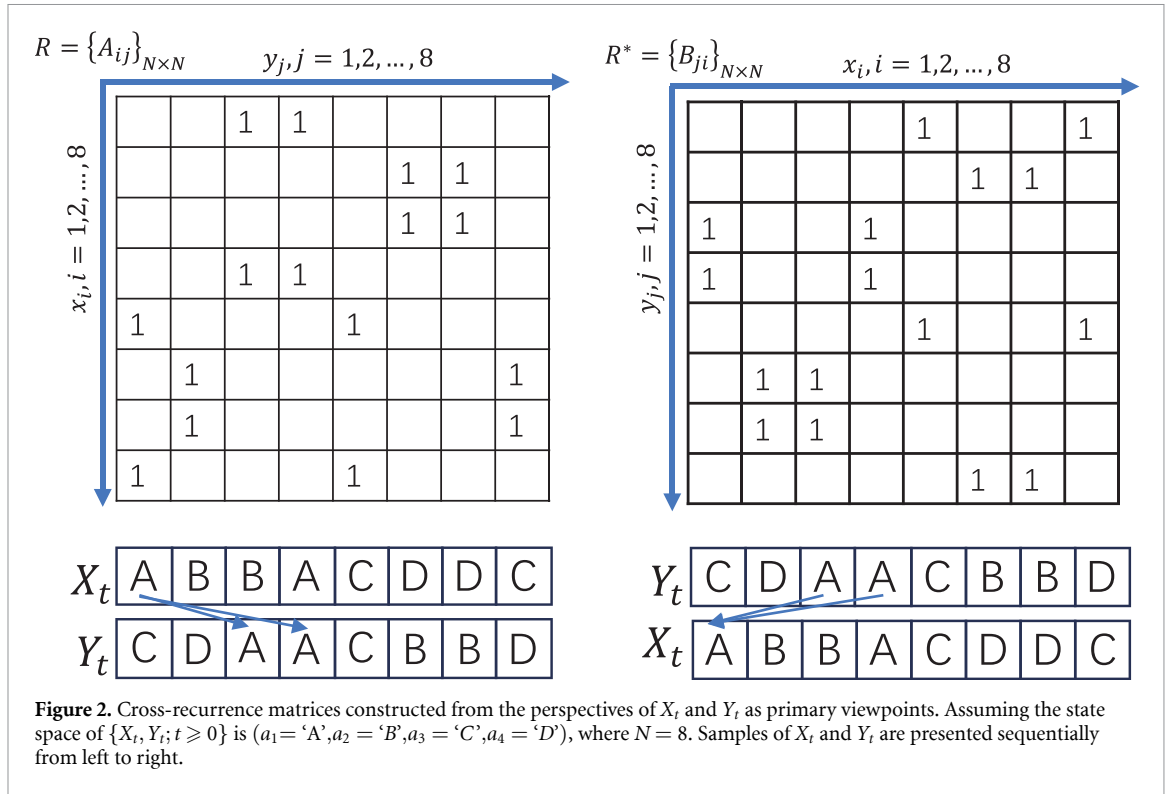 R = {A_{ij}}_{N×N}
y_j, j = 1,2, ..., 8
x_i, i = 1,2, ..., 8
1 1
1 1
1 1
1 1
1 1
1 1
1 1
1 1
X_t A B B A C D D C
Y_t C D A A C B B D
R* = {B_{ji}}_{N×N}
x_i, i = 1,2, ..., 8
y_j, j = 1,2, ..., 8
1 1
1 1
1 1
1 1
1 1
1 1
1 1
1 1
Y_t C D A A C B B D
X_t A B B A C D D C
Figure 2. Cross-recurrence matrices constructed from the perspectives of X_t and Y_t as primary viewpoints. Assuming the state
space of {X_t, Y_t; t ⩾ 0} is (a_1= ‘A’,a_2 = ‘B’,a_3 = ‘C’,a_4 = ‘D’), where N = 8. Samples of X_t and Y_t are presented sequentially
from left to right.